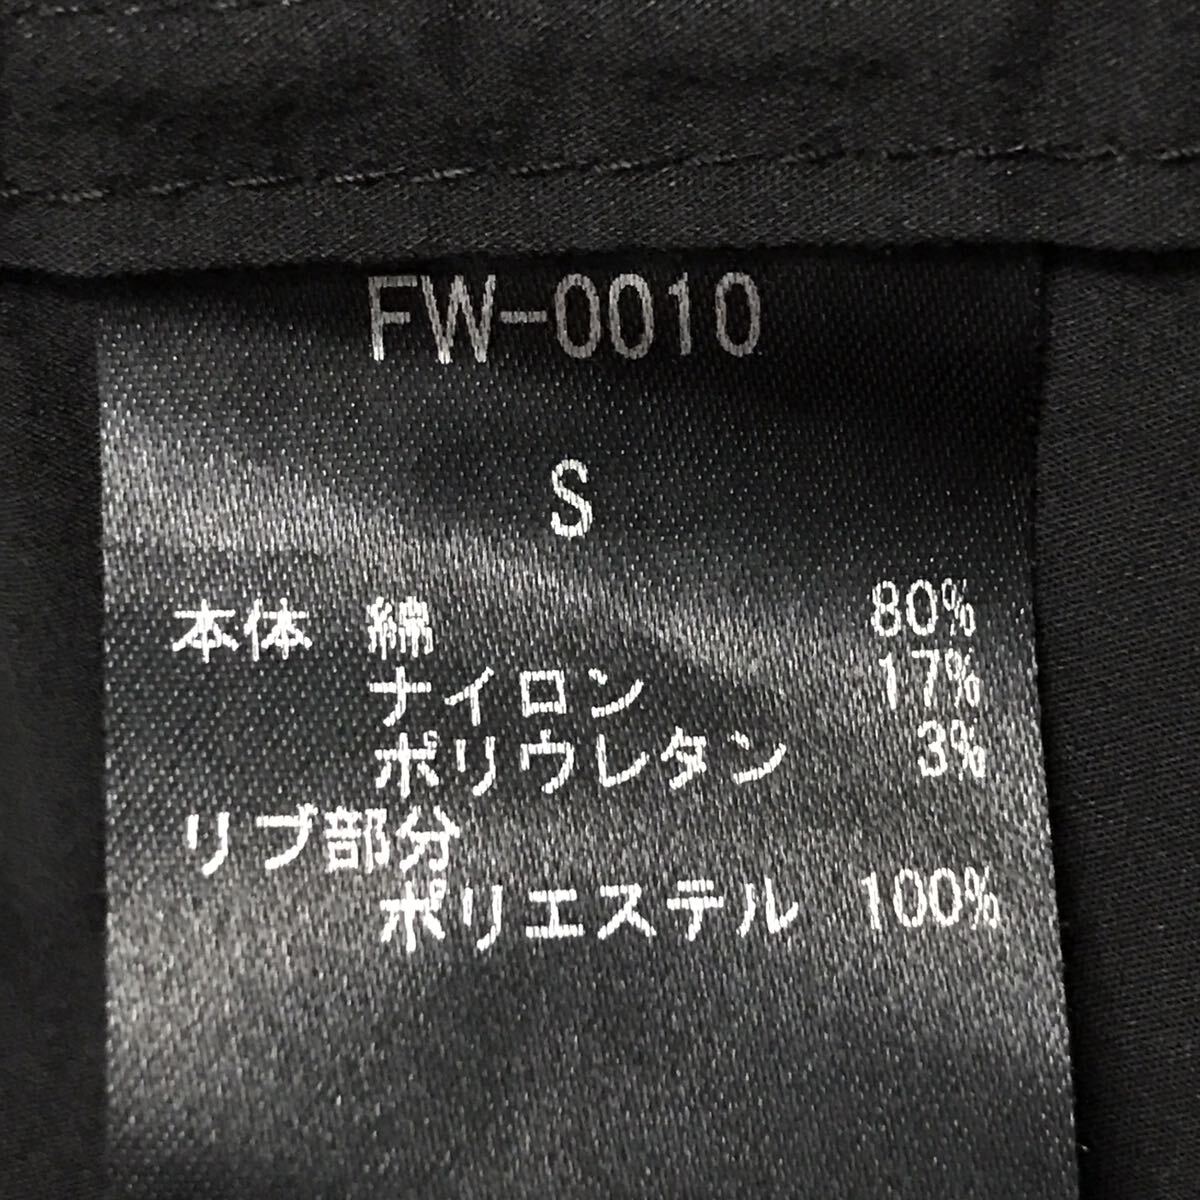 FW-0010
S
本体 綿 80%
ナイロン 17%
ポリウレタン 3%
リブ部分
ポリエステル 100%